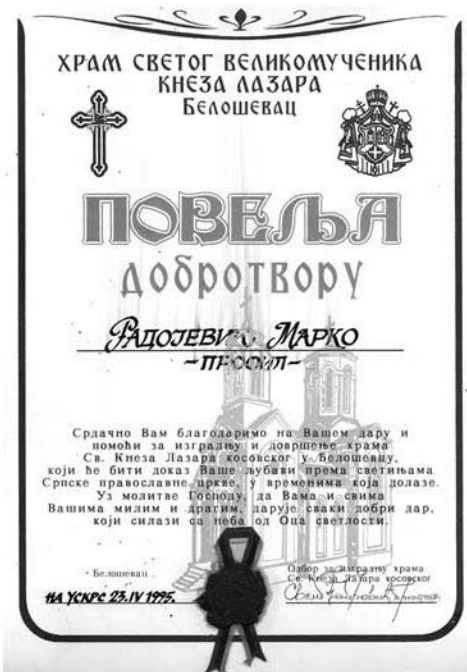 ХРАМ СВЕТОГ ВЕЛИКОМУЧЕНИКА
КНЕЗА ЛАЗАРА
БЕЛОШЕВАЦ
ПОВЕЉА
ДОБРОТВОРУ
РАДОЈЕВИЋ МАРКО
-ПРОФИЛ-
Срдачно Вам благодаримо на Вашем дару и
помоћи за изградњу и довршење храма
Св. Кнеза Лазара косовског у Белошевцу,
који ће бити доказ Ваше љубави према светињама
Српске православне цркве, у временима која долазе.
Уз молитве Господу, да Вама и свима
Вашима милим и драгим, дарује сваки добри дар,
који силази са неба од Оца светлости.
Белошевац
НА УСКРС 23.IV 1995.
Одбор за изградњу храма
Св. Кнеза Лазара косовског